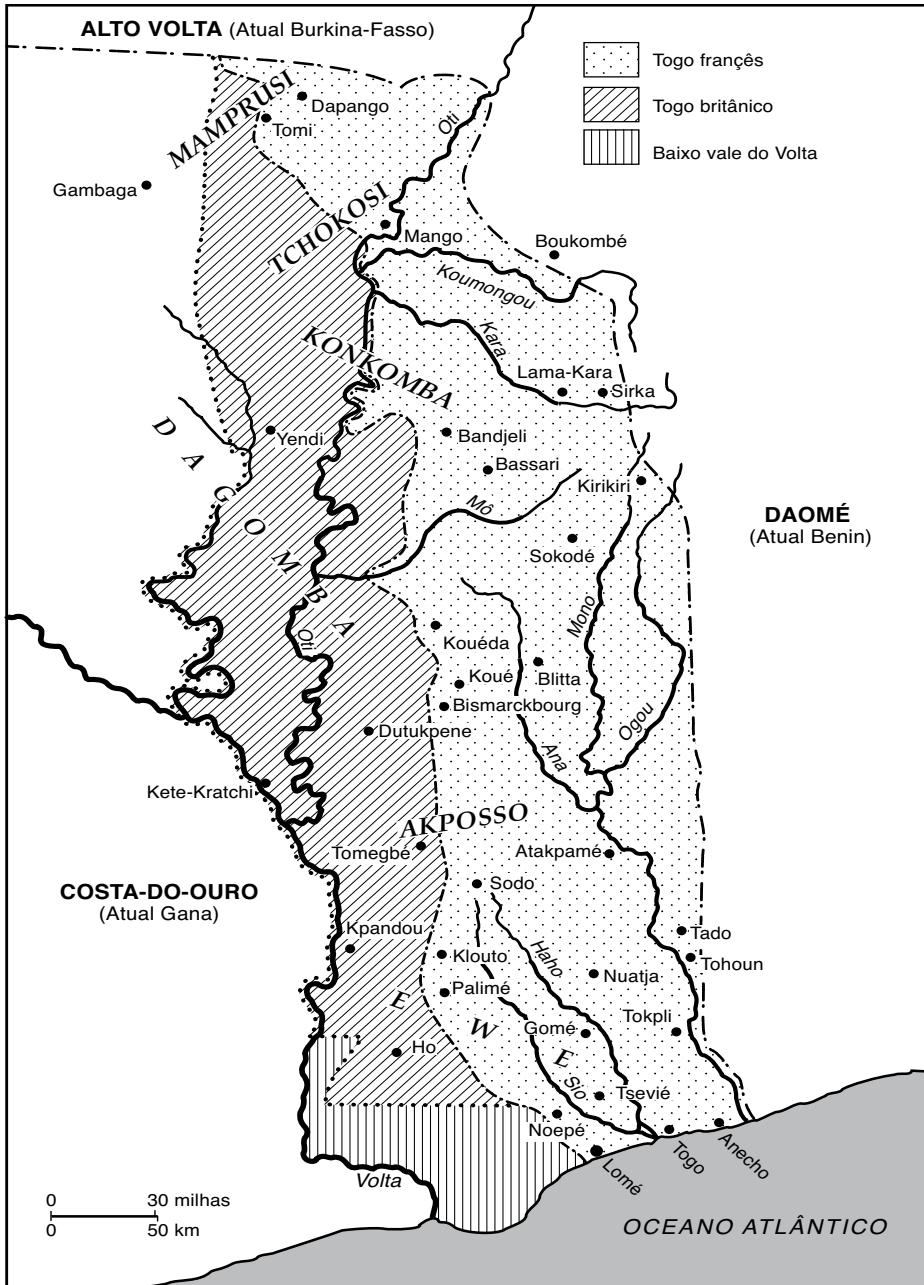 ALTO VOLTA (Atual Burkina-Fasso)
Togo françês
Togo britânico
Baixo vale do Volta
MAMPRUSI
Dapango
Tomi
Oti
Gambaga
TCHOKOSI
Mango
Boukombé
Koumongou
Kara
KONKOMBA
Lama-Kara
Sirka
DAGOMBA
Yendi
Bandjeli
Bassari
Kirikiri
Mô
DAOMÉ
(Atual Benin)
Sokodé
Mono
Oti
Kouéda
Koué
Blitta
Bismarckbourg
Ogou
Dutukpene
Ana
Kete-Kratchi
AKPOSSO
Tomegbé
Atakpamé
COSTA-DO-OURO
(Atual Gana)
Sodo
Kpandou
Klouto
Haho
Tado
Tohoun
Nuatja
Palimé
EWE
Gomé
Tokpli
Ho
Sio
Tsevié
Noepé
Lomé
Togo
Anecho
Volta
0 30 milhas
0 50 km
OCEANO ATLÂNTICO